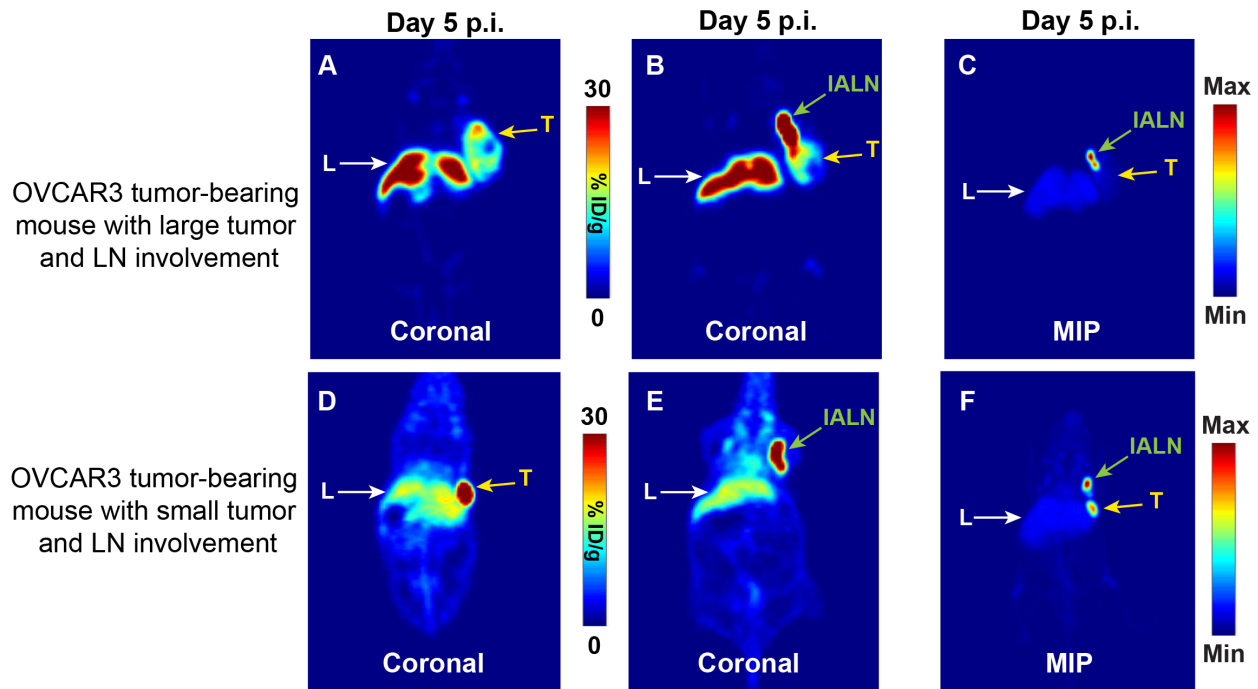 Day 5 p.i.
Day 5 p.i.
Day 5 p.i.
A
T
L
Coronal
30
% ID/g
0
B
IALN
T
L
Coronal
C
IALN
T
L
MIP
Max
Min
OVCAR3 tumor-bearing
mouse with large tumor
and LN involvement
D
T
L
Coronal
30
% ID/g
0
E
IALN
L
Coronal
F
IALN
T
L
MIP
Max
Min
OVCAR3 tumor-bearing
mouse with small tumor
and LN involvement